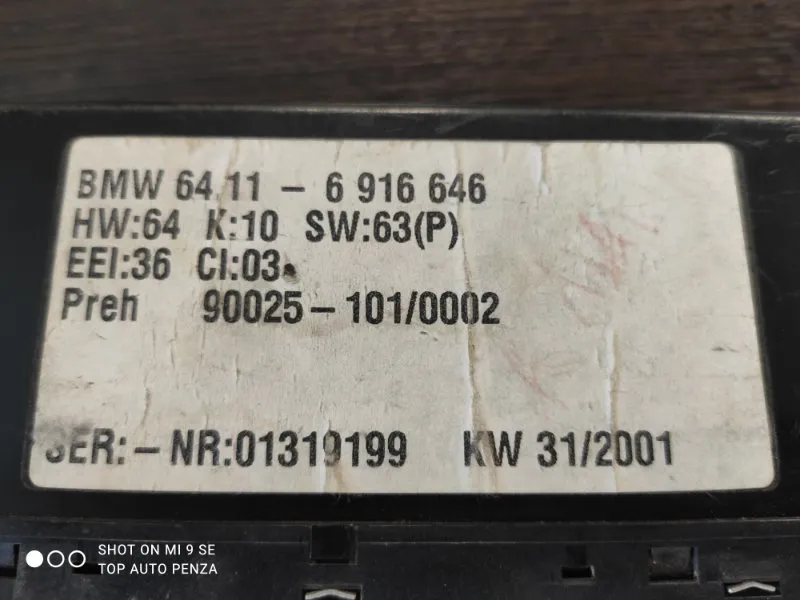 BMW 64 11 - 6 916 646
HW:64 K:10 SW:63(P)
EEI:36 CI:03
Preh 90025-101/0002
SER:-NR:01319199 KW 31/2001
SHOT ON MI 9 SE
TOP AUTO PENZA